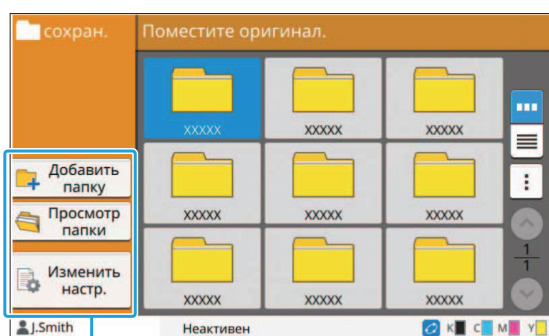 сохран.
Поместите оригинал.
xxxxx xxxxx xxxxx
Добавить
папку
xxxxx xxxxx xxxxx
Просмотр
папки
1
1
Изменить
настр.
xxxxx xxxxx xxxxx
J.Smith
Неактивен
K C M Y